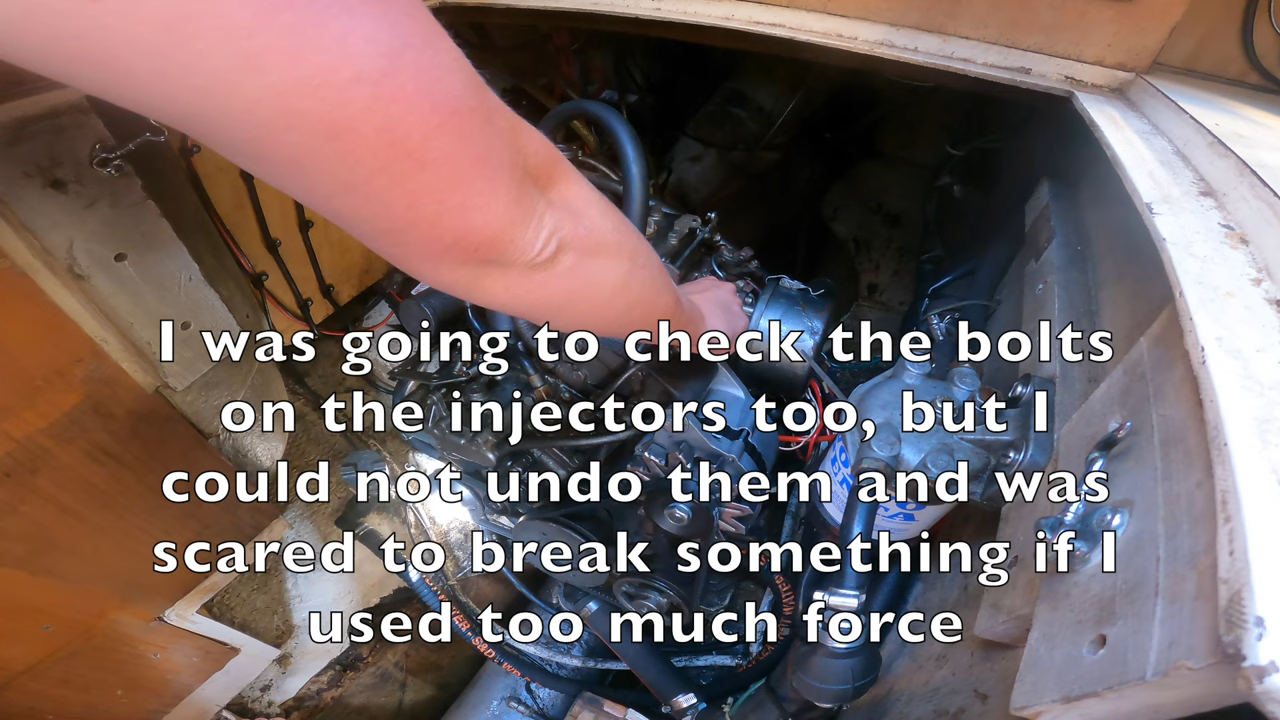 I was going to check the bolts
on the injectors too, but I
could not undo them and was
scared to break something if I
used too much force